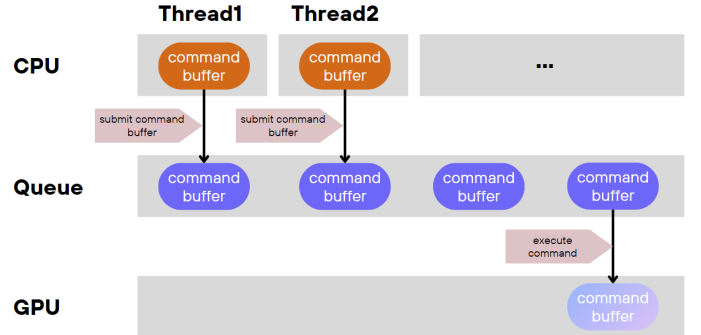 Thread1
Thread2
CPU
command
buffer
command
buffer
...
submit command
buffer
submit command
buffer
Queue
command
buffer
command
buffer
command
buffer
command
buffer
execute
command
GPU
command
buffer